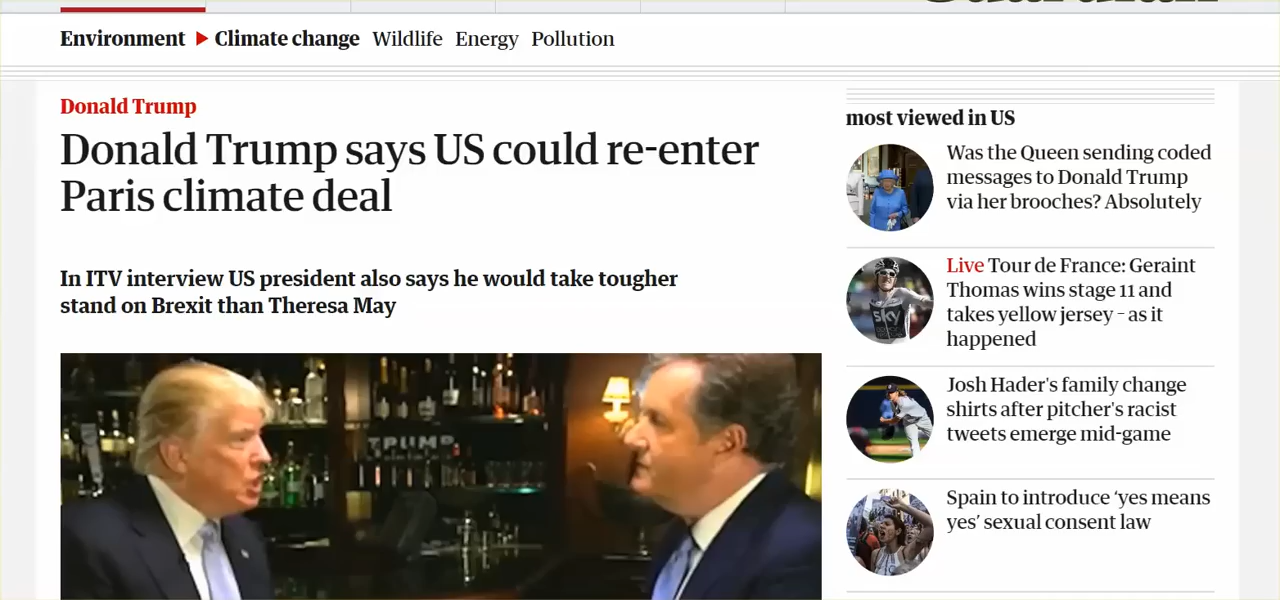 Environment Climate change Wildlife Energy Pollution
Donald Trump
Donald Trump says US could re-enter
Paris climate deal
In ITV interview US president also says he would take tougher
stand on Brexit than Theresa May
TRUMP
most viewed in US
Was the Queen sending coded
messages to Donald Trump
via her brooches? Absolutely
Live Tour de France: Geraint
Thomas wins stage 11 and
takes yellow jersey – as it
happened
sky
Josh Hader's family change
shirts after pitcher's racist
tweets emerge mid-game
Spain to introduce ‘yes means
yes’ sexual consent law